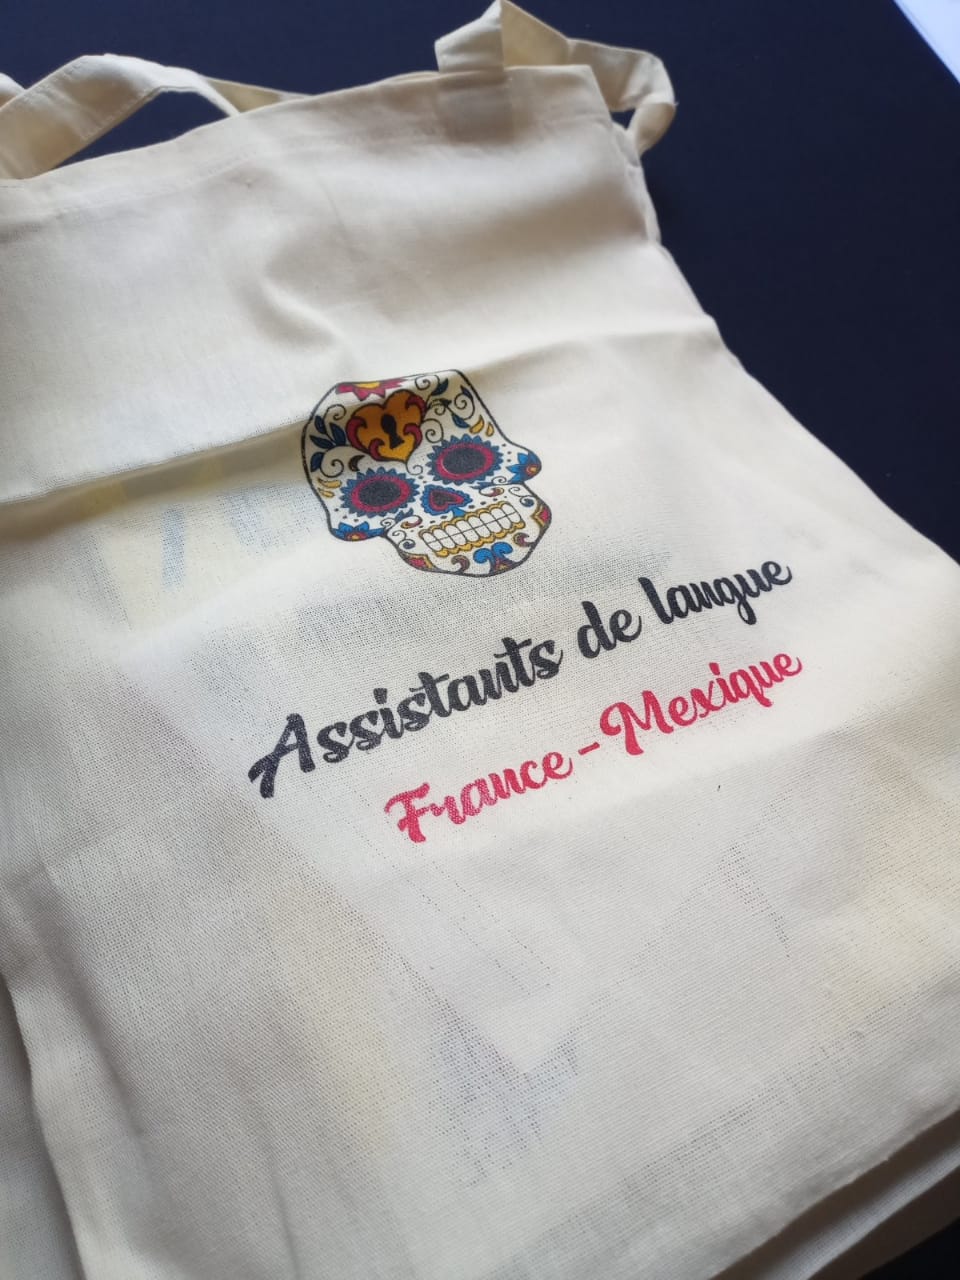 Assistants de langue
France - Mexique